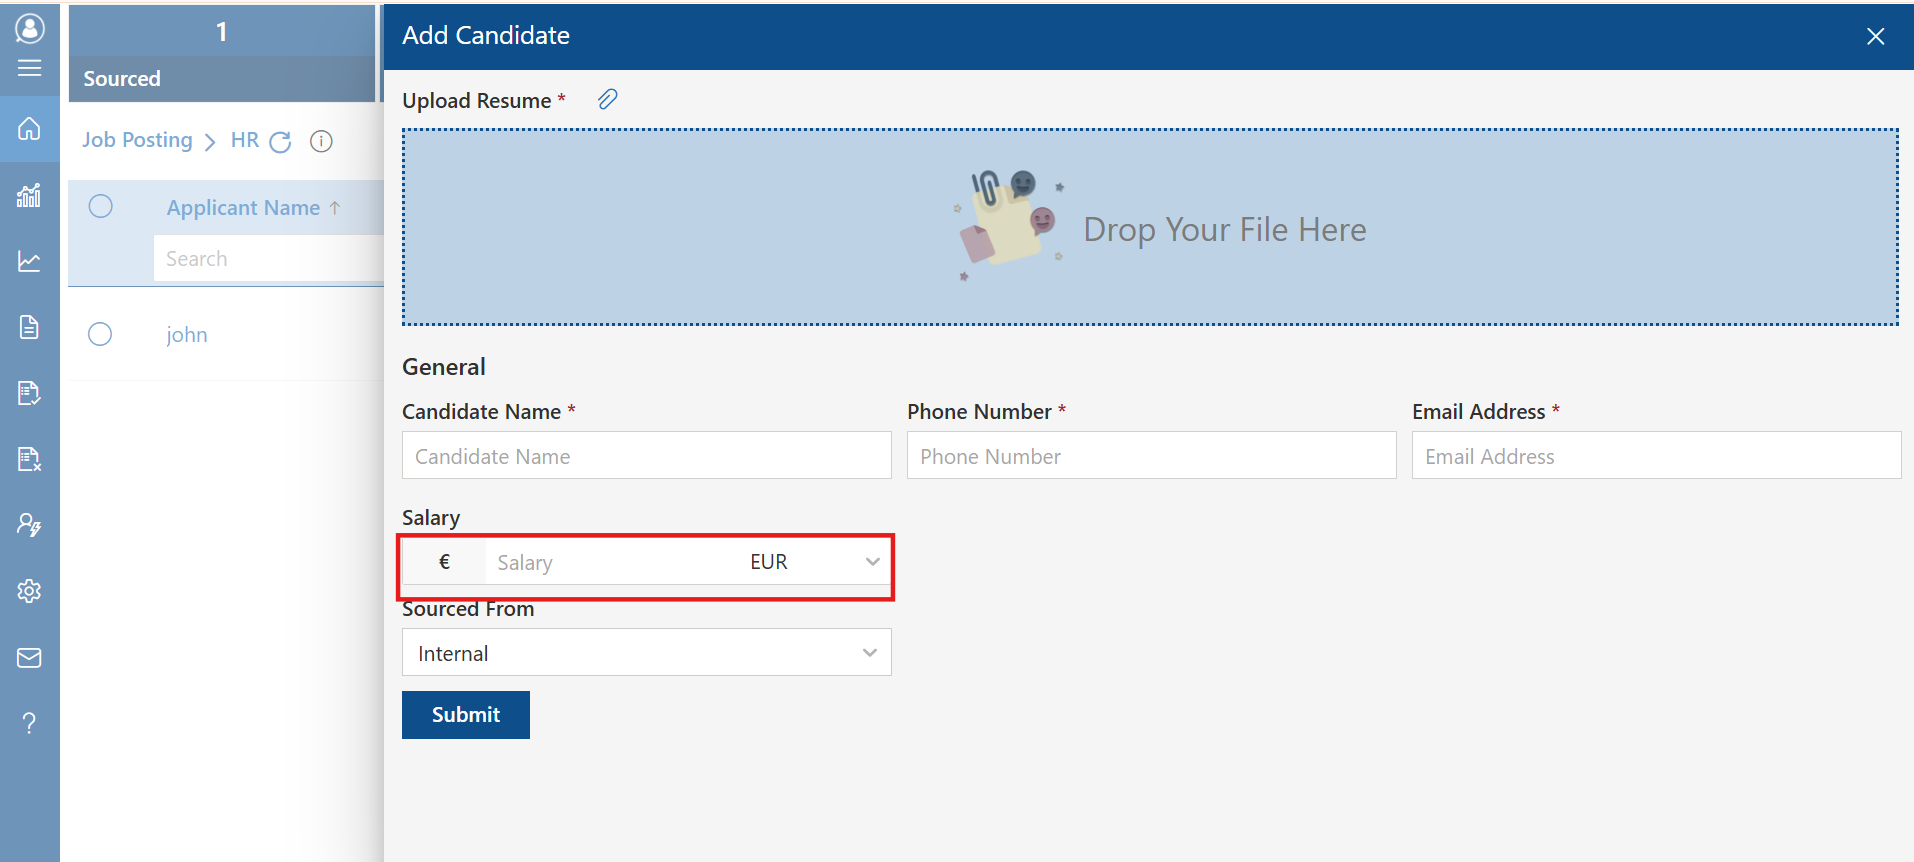 1
Sourced
Job Posting > HR
Applicant Name ↑
Search
john
Add Candidate
Upload Resume *
Drop Your File Here
General
Candidate Name * Phone Number * Email Address *
Candidate Name Phone Number Email Address
Salary
€ Salary EUR
Sourced From
Internal
Submit
?